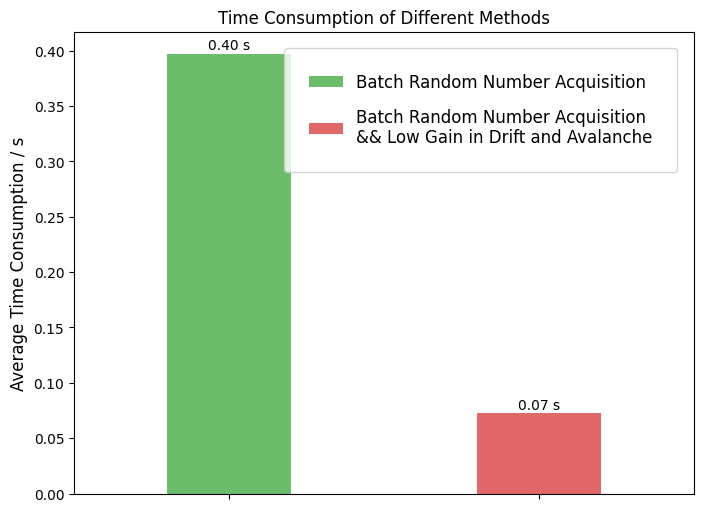 Time Consumption of Different Methods
0.40 s
Batch Random Number Acquisition
Batch Random Number Acquisition
&& Low Gain in Drift and Avalanche
0.07 s
Average Time Consumption / s
0.40
0.35
0.30
0.25
0.20
0.15
0.10
0.05
0.00